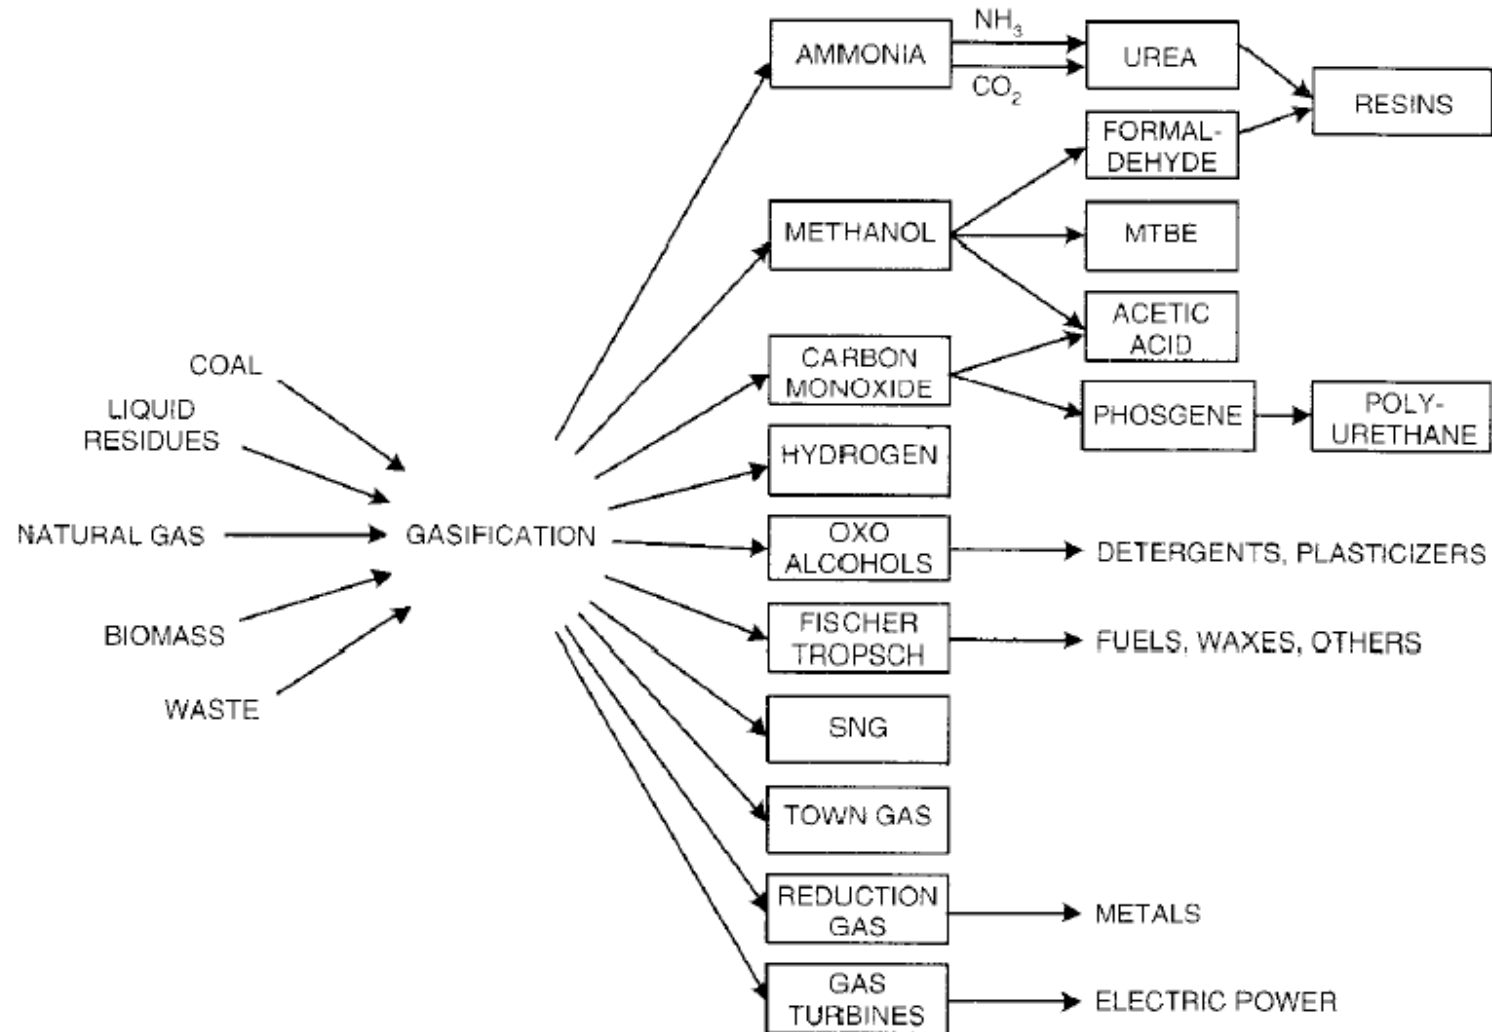 COAL
LIQUID
RESIDUES
NATURAL GAS
BIOMASS
WASTE
GASIFICATION
AMMONIA
NH₃
CO₂
UREA
RESINS
FORMAL-
DEHYDE
METHANOL
MTBE
ACETIC
ACID
CARBON
MONOXIDE
PHOSGENE
POLY-
URETHANE
HYDROGEN
OXO
ALCOHOLS
DETERGENTS, PLASTICIZERS
FISCHER
TROPSCH
FUELS, WAXES, OTHERS
SNG
TOWN GAS
REDUCTION
GAS
METALS
GAS
TURBINES
ELECTRIC POWER